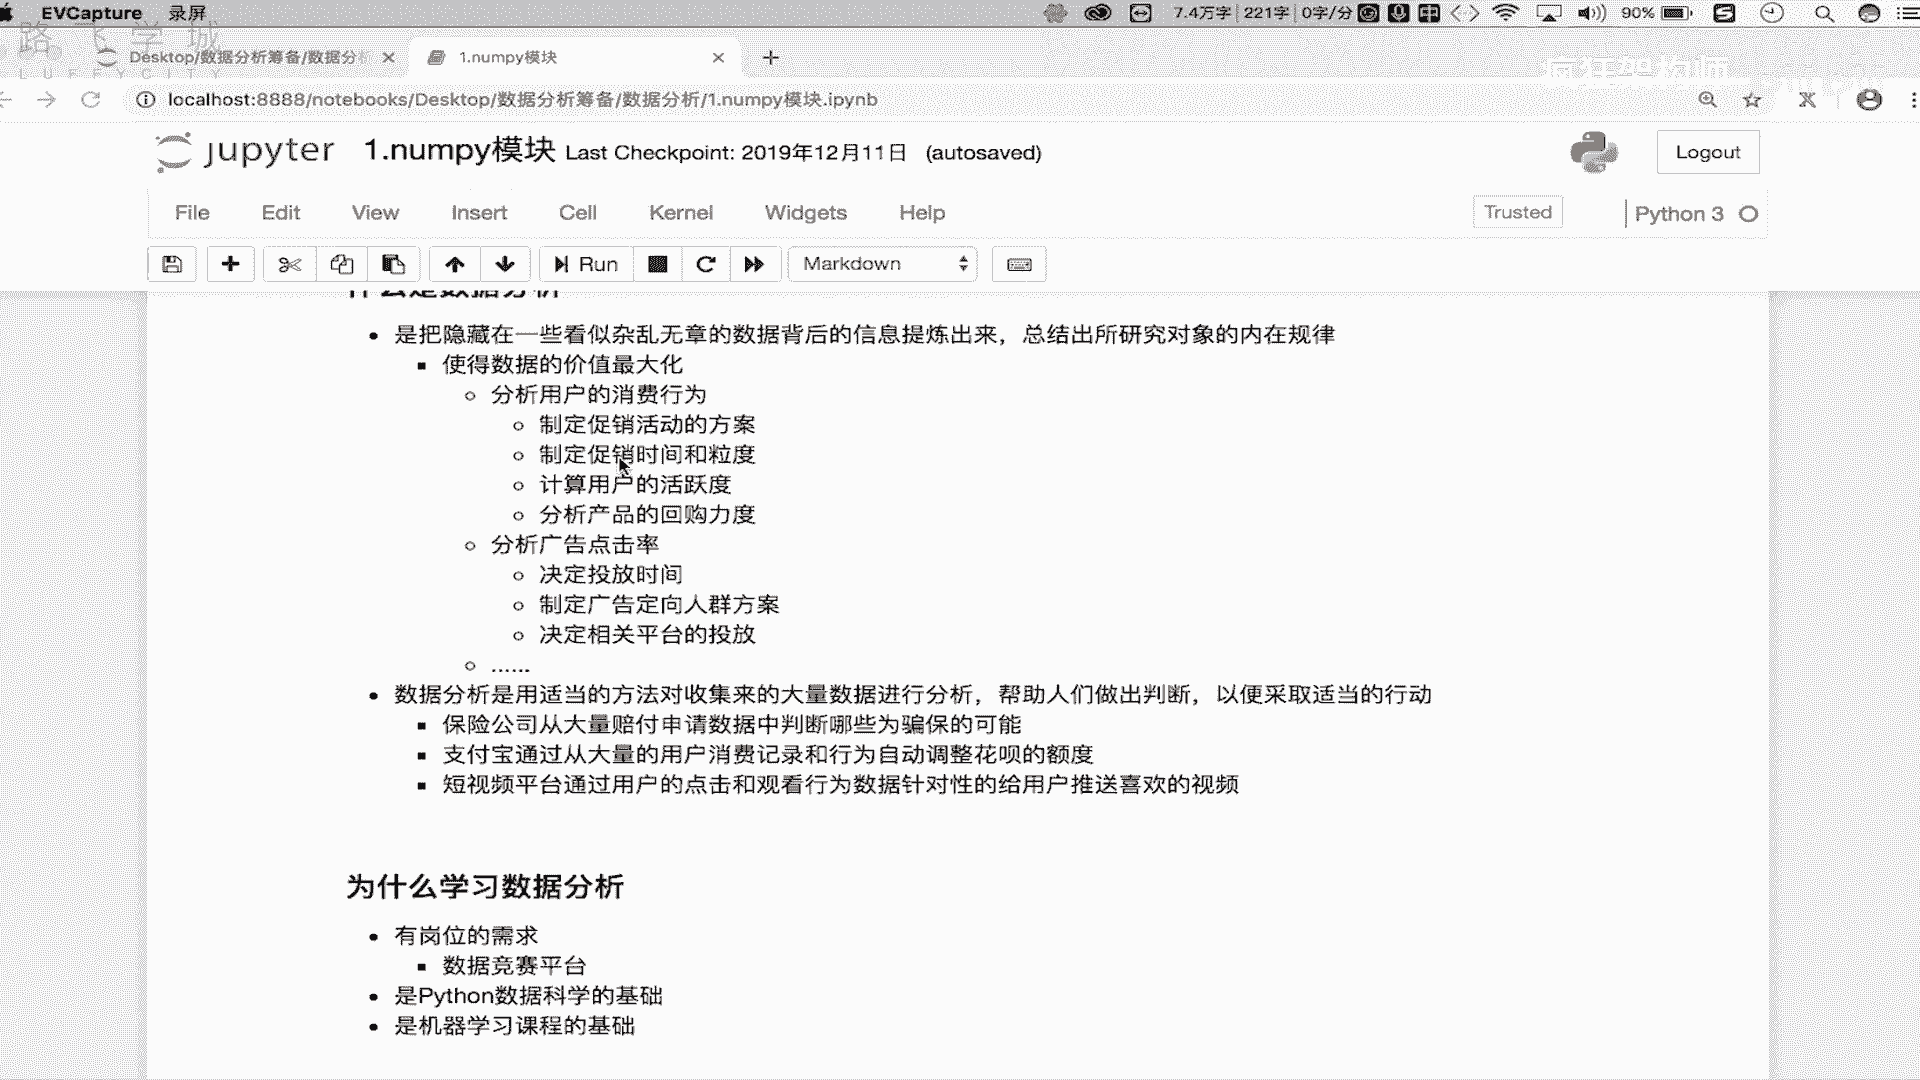 EVCapture 录屏 7.4万字 221字 0字/分 中 90%
路飞学城
LUFFYCITY
Desktop/数据分析筹备/数据分析 1.numpy模块
疯狂架构师
localhost:8888/notebooks/Desktop/数据分析筹备/数据分析/1.numpy模块.ipynb
jupyter 1.numpy模块 Last Checkpoint: 2019年12月11日 (autosaved) Logout
File Edit View Insert Cell Kernel Widgets Help Trusted Python 3
Run Markdown
什么是数据分析
是把隐藏在一些看似杂乱无章的数据背后的信息提炼出来，总结出所研究对象的内在规律
使得数据的价值最大化
分析用户的消费行为
制定促销活动的方案
制定促销时间和粒度
计算用户的活跃度
分析产品的回购力度
分析广告点击率
决定投放时间
制定广告定向人群方案
决定相关平台的投放
......
数据分析是用适当的方法对收集来的大量数据进行分析，帮助人们做出判断，以便采取适当的行动
保险公司从大量赔付申请数据中判断哪些为骗保的可能
支付宝通过从大量的用户消费记录和行为自动调整花呗的额度
短视频平台通过用户的点击和观看行为数据针对性的给用户推送喜欢的视频
为什么学习数据分析
有岗位的需求
数据竞赛平台
是Python数据科学的基础
是机器学习课程的基础